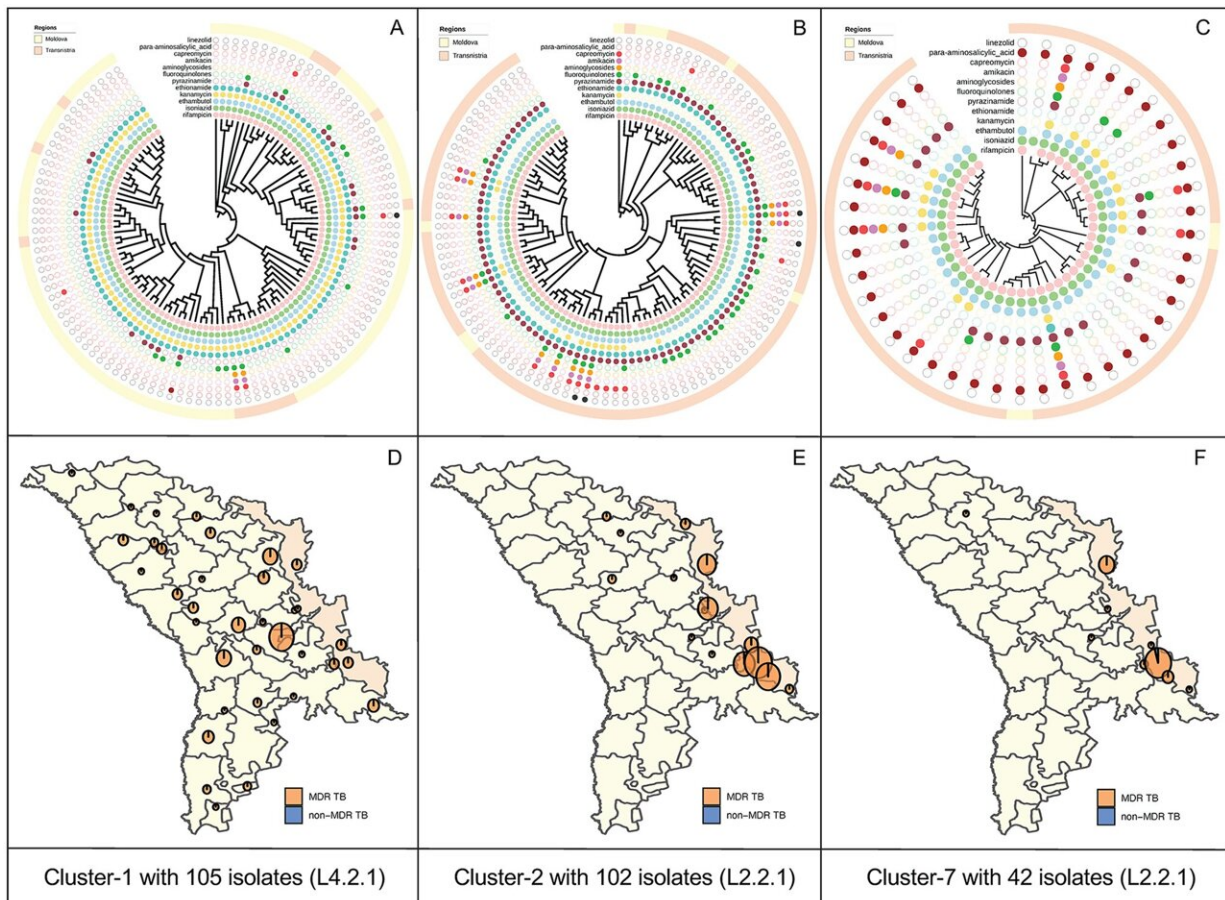 A
Regions
Moldova
Transnistria
linezolid
para-aminosalicylic_acid
capreomycin
amikacin
aminoglycosides
fluoroquinolones
pyrazinamide
ethionamide
kanamycin
ethambutol
isoniazid
rifampicin
B
Regions
Moldova
Transnistria
linezolid
para-aminosalicylic_acid
capreomycin
amikacin
aminoglycosides
fluoroquinolones
pyrazinamide
ethionamide
kanamycin
ethambutol
isoniazid
rifampicin
C
Regions
Moldova
Transnistria
linezolid
para-aminosalicylic_acid
capreomycin
amikacin
aminoglycosides
fluoroquinolones
pyrazinamide
ethionamide
kanamycin
ethambutol
isoniazid
rifampicin
D
MDR TB
non-MDR TB
E
MDR TB
non-MDR TB
F
MDR TB
non-MDR TB
Cluster-1 with 105 isolates (L4.2.1)
Cluster-2 with 102 isolates (L2.2.1)
Cluster-7 with 42 isolates (L2.2.1)